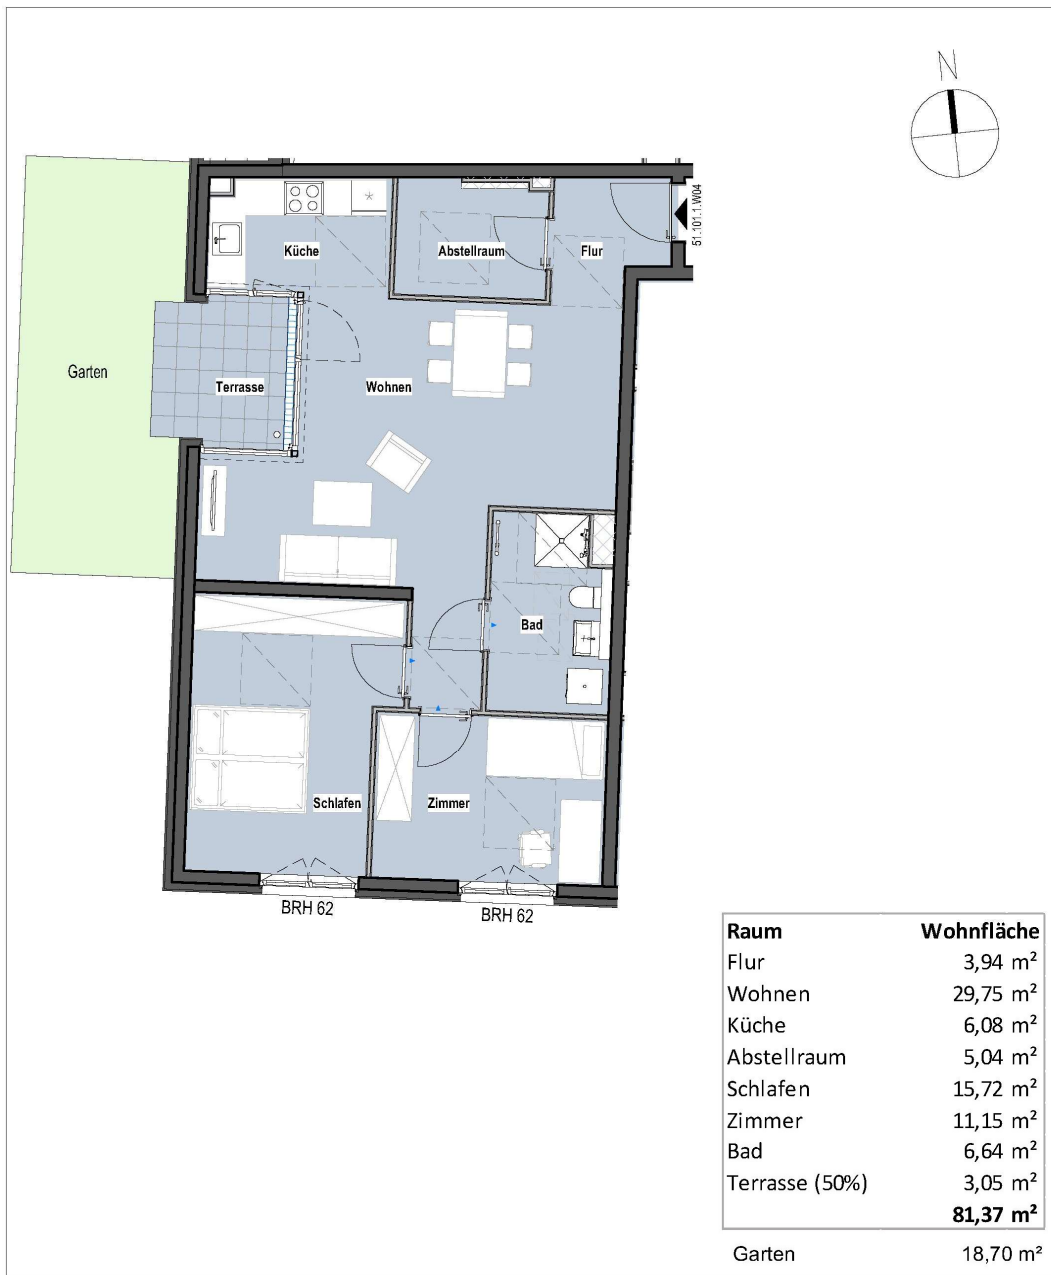 N
51.101.1.W04
Küche
Abstellraum
Flur
Garten
Terrasse
Wohnen
Bad
Schlafen
Zimmer
BRH 62
BRH 62
Raum Wohnfläche
Flur 3,94 m²
Wohnen 29,75 m²
Küche 6,08 m²
Abstellraum 5,04 m²
Schlafen 15,72 m²
Zimmer 11,15 m²
Bad 6,64 m²
Terrasse (50%) 3,05 m²
81,37 m²
Garten 18,70 m²